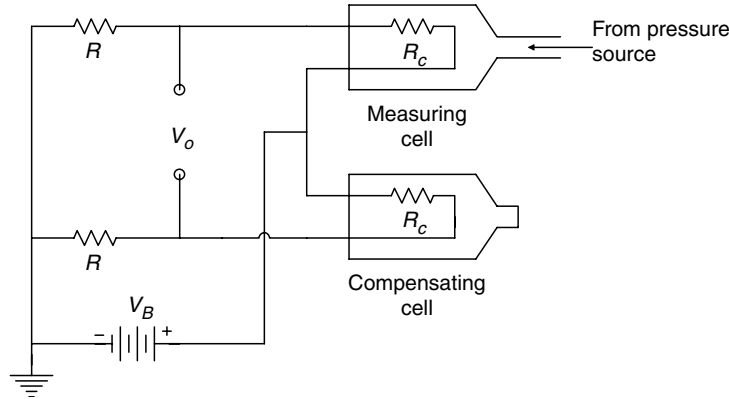 From pressure
source
R
R_c
Measuring
cell
V_o
R_c
R
Compensating
cell
V_B
− +